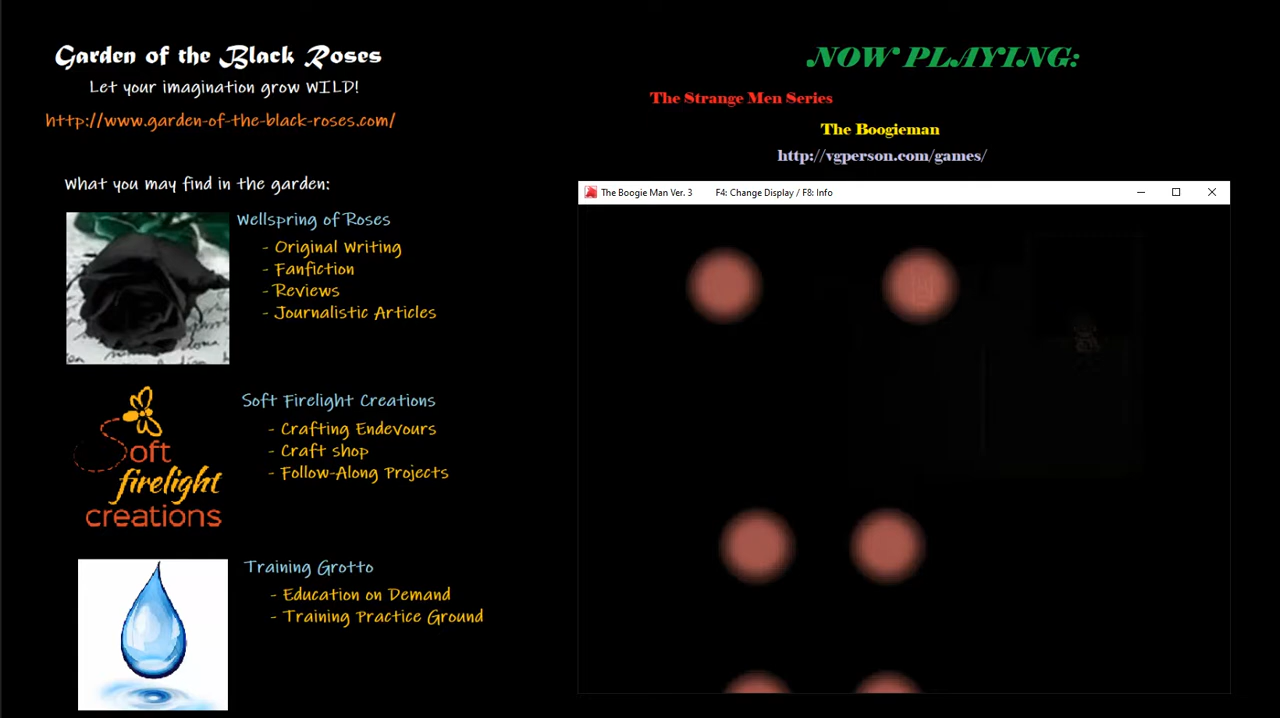 Garden of the Black Roses
Let your imagination grow WILD!
http://www.garden-of-the-black-roses.com/
What you may find in the garden:
Wellspring of Roses
- Original Writing
- Fanfiction
- Reviews
- Journalistic Articles
Soft Firelight Creations
- Crafting Endevours
- Craft shop
- Follow-Along Projects
Soft
firelight
creations
Training Grotto
- Education on Demand
- Training Practice Ground
NOW PLAYING:
The Strange Men Series
The Boogieman
http://vgperson.com/games/
The Boogie Man Ver. 3 F4: Change Display / F8: Info